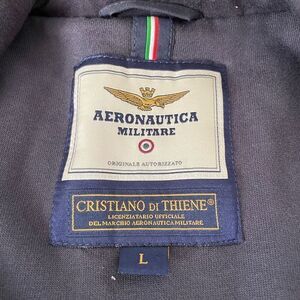 AERONAUTICA
MILITARE
ORIGINALE AUTORIZZATO
CRISTIANO DI THIENE®
LICENZIATARIO UFFICIALE
DEL MARCHIO AERONAUTICA MILITARE
L